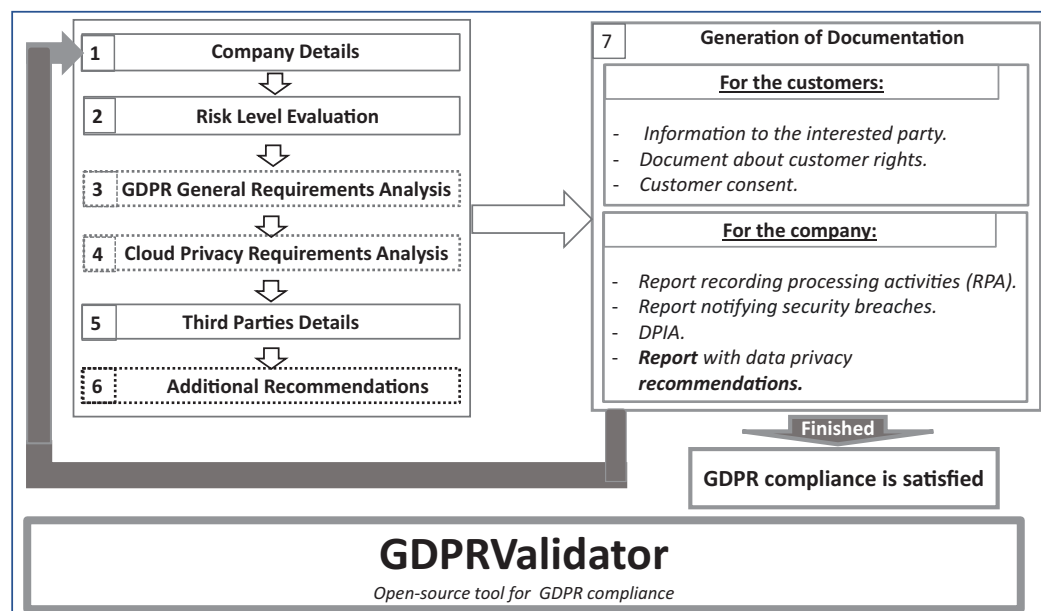 1 Company Details
2 Risk Level Evaluation
3 GDPR General Requirements Analysis
4 Cloud Privacy Requirements Analysis
5 Third Parties Details
6 Additional Recommendations
7 Generation of Documentation
For the customers:
- Information to the interested party.
- Document about customer rights.
- Customer consent.
For the company:
- Report recording processing activities (RPA).
- Report notifying security breaches.
- DPIA.
- Report with data privacy
recommendations.
Finished
GDPR compliance is satisfied
GDPRValidator
Open-source tool for GDPR compliance